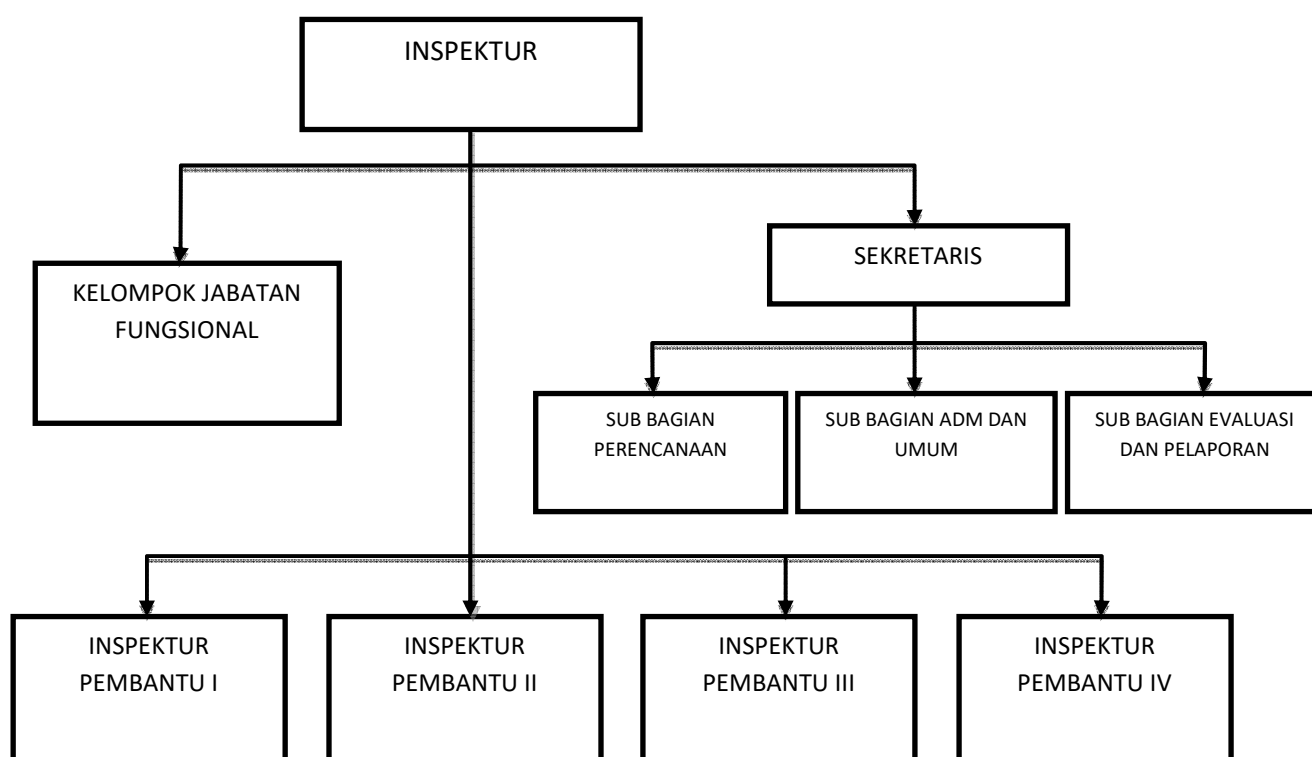 INSPEKTUR
SEKRETARIS
KELOMPOK JABATAN
FUNGSIONAL
SUB BAGIAN
PERENCANAAN
SUB BAGIAN ADM DAN
UMUM
SUB BAGIAN EVALUASI
DAN PELAPORAN
INSPEKTUR
PEMBANTU I
INSPEKTUR
PEMBANTU II
INSPEKTUR
PEMBANTU III
INSPEKTUR
PEMBANTU IV